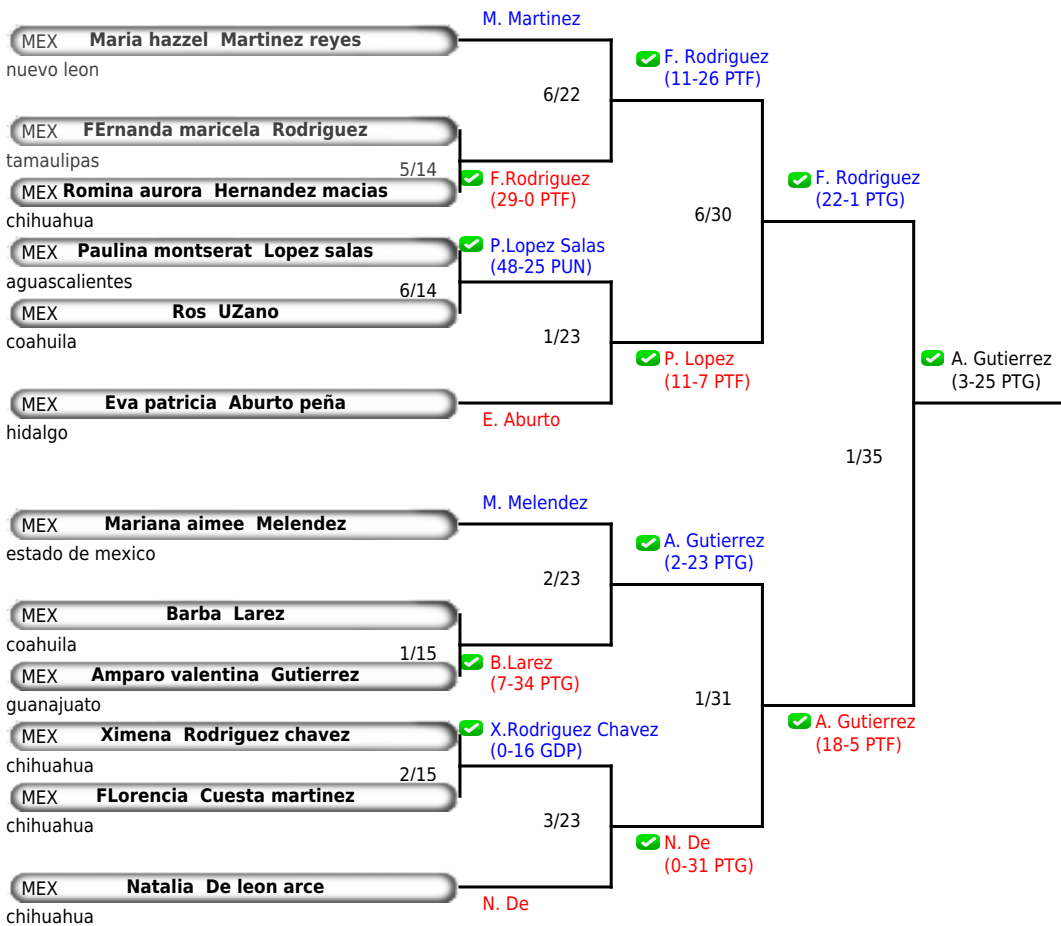 M. Martinez
MEX Maria hazzel Martinez reyes
nuevo leon
F. Rodriguez
(11-26 PTF)
6/22
MEX FErnanda maricela Rodriguez
tamaulipas
5/14
F.Rodriguez
(29-0 PTF)
MEX Romina aurora Hernandez macias
chihuahua
F. Rodriguez
(22-1 PTG)
6/30
MEX Paulina montserat Lopez salas
aguascalientes
P.Lopez Salas
(48-25 PUN)
6/14
MEX Ros UZano
coahuila
1/23
P. Lopez
(11-7 PTF)
A. Gutierrez
(3-25 PTG)
MEX Eva patricia Aburto peña
hidalgo
E. Aburto
1/35
M. Melendez
MEX Mariana aimee Melendez
estado de mexico
A. Gutierrez
(2-23 PTG)
2/23
MEX Barba Larez
coahuila
1/15
B.Larez
(7-34 PTG)
MEX Amparo valentina Gutierrez
guanajuato
1/31
A. Gutierrez
(18-5 PTF)
MEX Ximena Rodriguez chavez
chihuahua
X.Rodriguez Chavez
(0-16 GDP)
2/15
MEX FLorencia Cuesta martinez
chihuahua
3/23
N. De
(0-31 PTG)
MEX Natalia De leon arce
chihuahua
N. De